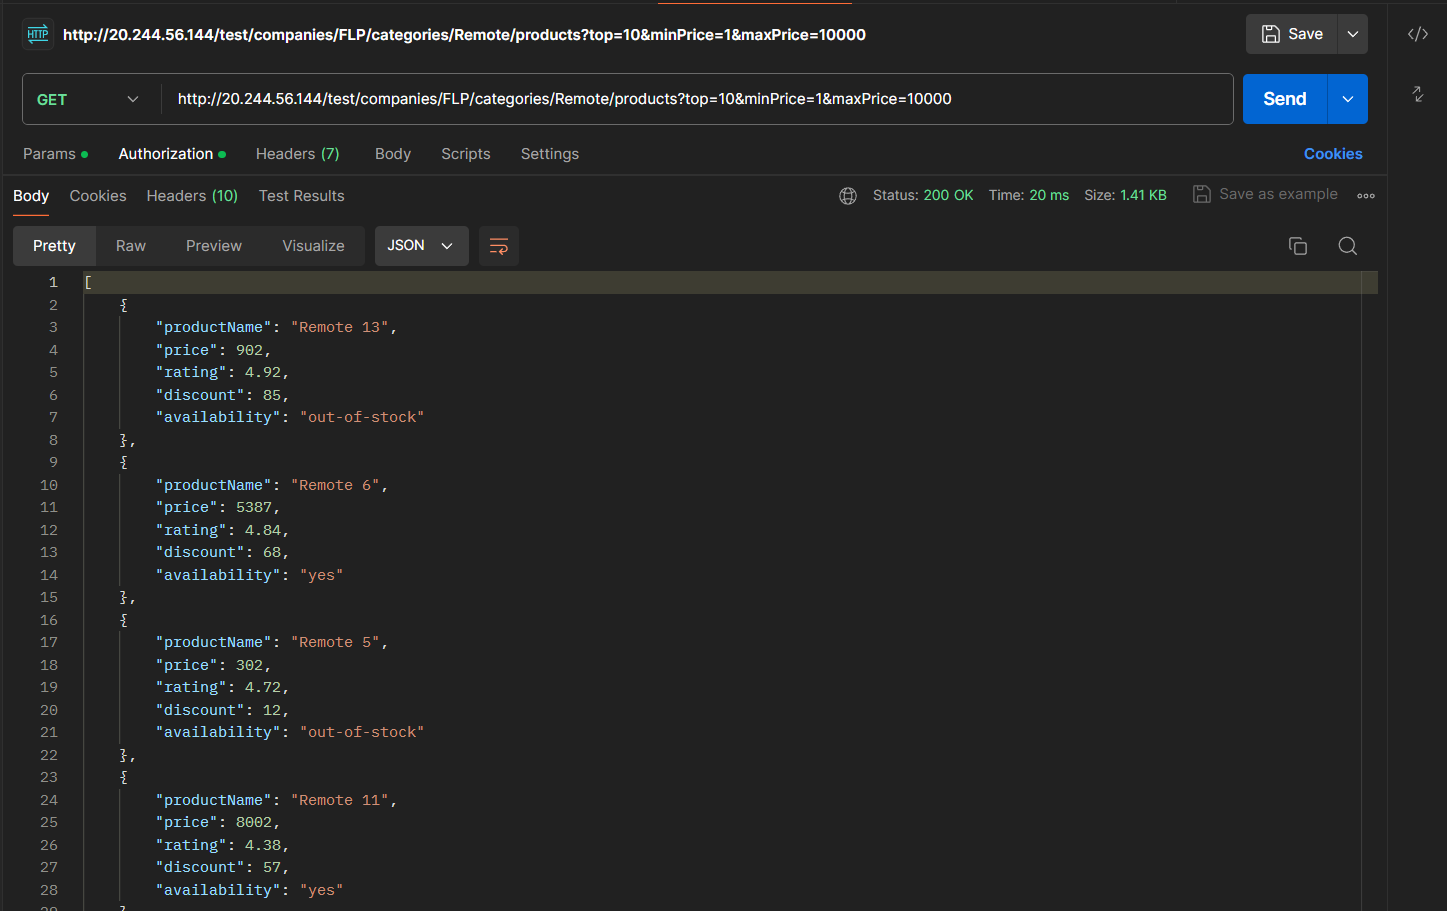 HTTP http://20.244.56.144/test/companies/FLP/categories/Remote/products?top=10&minPrice=1&maxPrice=10000 Save </>
GET http://20.244.56.144/test/companies/FLP/categories/Remote/products?top=10&minPrice=1&maxPrice=10000 Send
Params Authorization Headers (7) Body Scripts Settings Cookies
Body Cookies Headers (10) Test Results Status: 200 OK Time: 20 ms Size: 1.41 KB Save as example
Pretty Raw Preview Visualize JSON
1 [
2 {
3 "productName": "Remote 13",
4 "price": 902,
5 "rating": 4.92,
6 "discount": 85,
7 "availability": "out-of-stock"
8 },
9 {
10 "productName": "Remote 6",
11 "price": 5387,
12 "rating": 4.84,
13 "discount": 68,
14 "availability": "yes"
15 },
16 {
17 "productName": "Remote 5",
18 "price": 302,
19 "rating": 4.72,
20 "discount": 12,
21 "availability": "out-of-stock"
22 },
23 {
24 "productName": "Remote 11",
25 "price": 8002,
26 "rating": 4.38,
27 "discount": 57,
28 "availability": "yes"